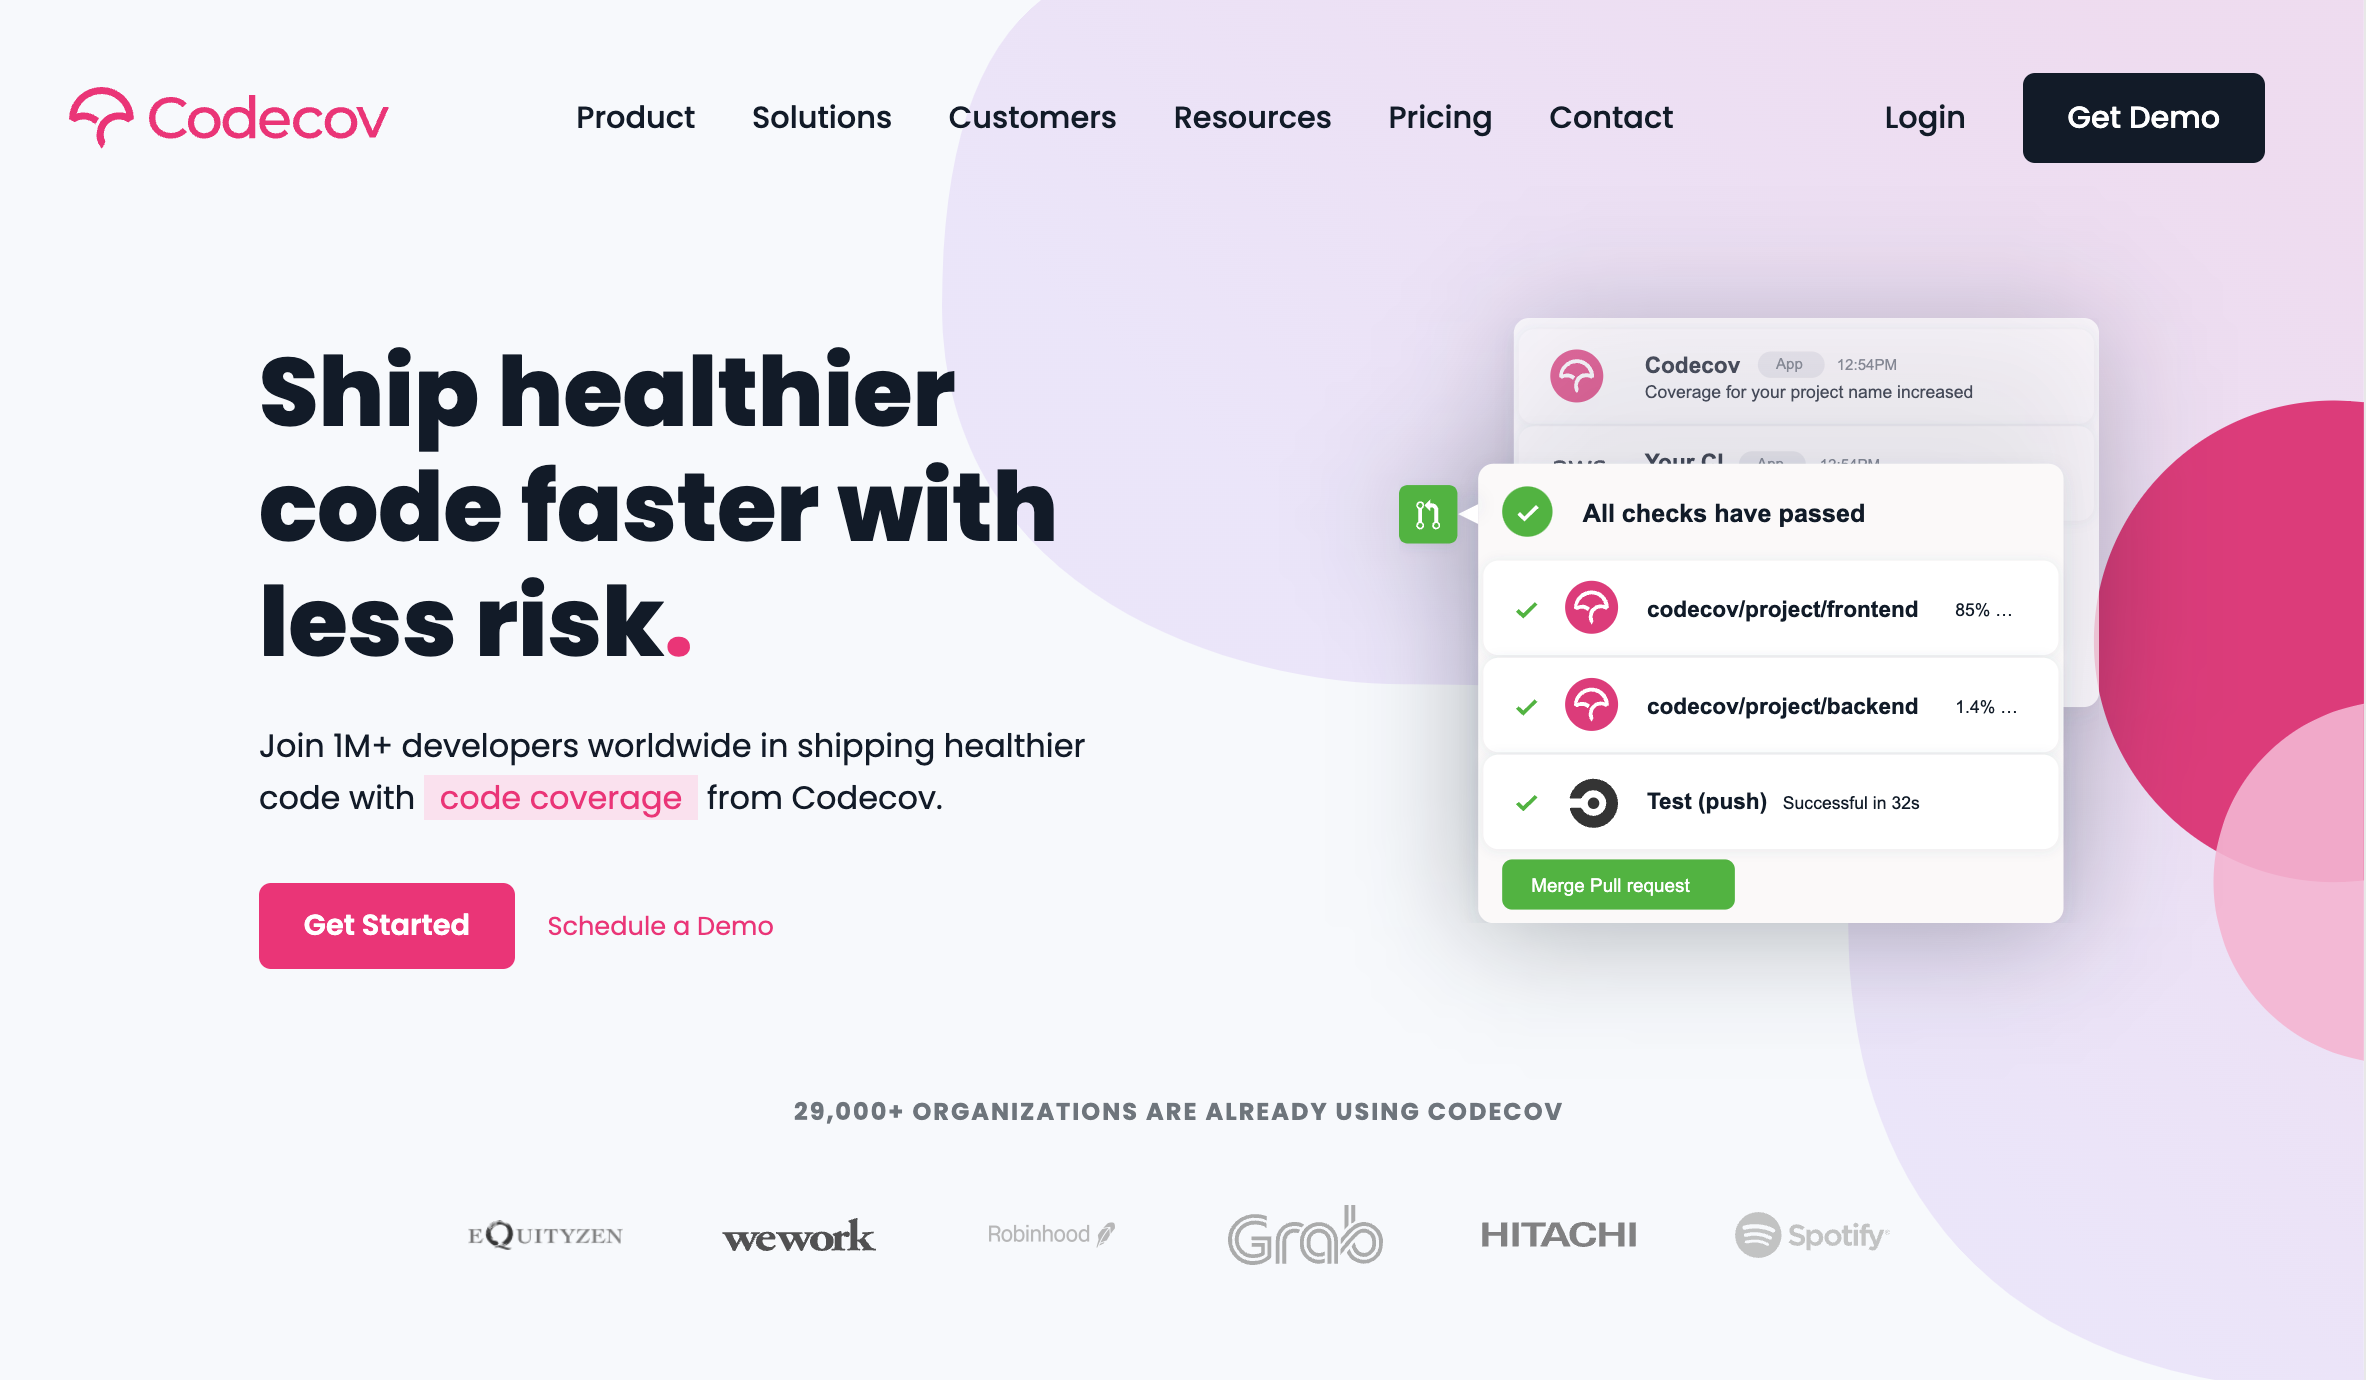 Codecov
Product Solutions Customers Resources Pricing Contact Login Get Demo
Ship healthier
code faster with
less risk.
Join 1M+ developers worldwide in shipping healthier
code with code coverage from Codecov.
Get Started Schedule a Demo
Codecov App 12:54PM
Coverage for your project name increased
Your CI App 12:54PM
All checks have passed
codecov/project/frontend 85% ...
codecov/project/backend 1.4% ...
Test (push) Successful in 32s
Merge Pull request
29,000+ ORGANIZATIONS ARE ALREADY USING CODECOV
EQUITYZEN wework Robinhood Grab HITACHI Spotify